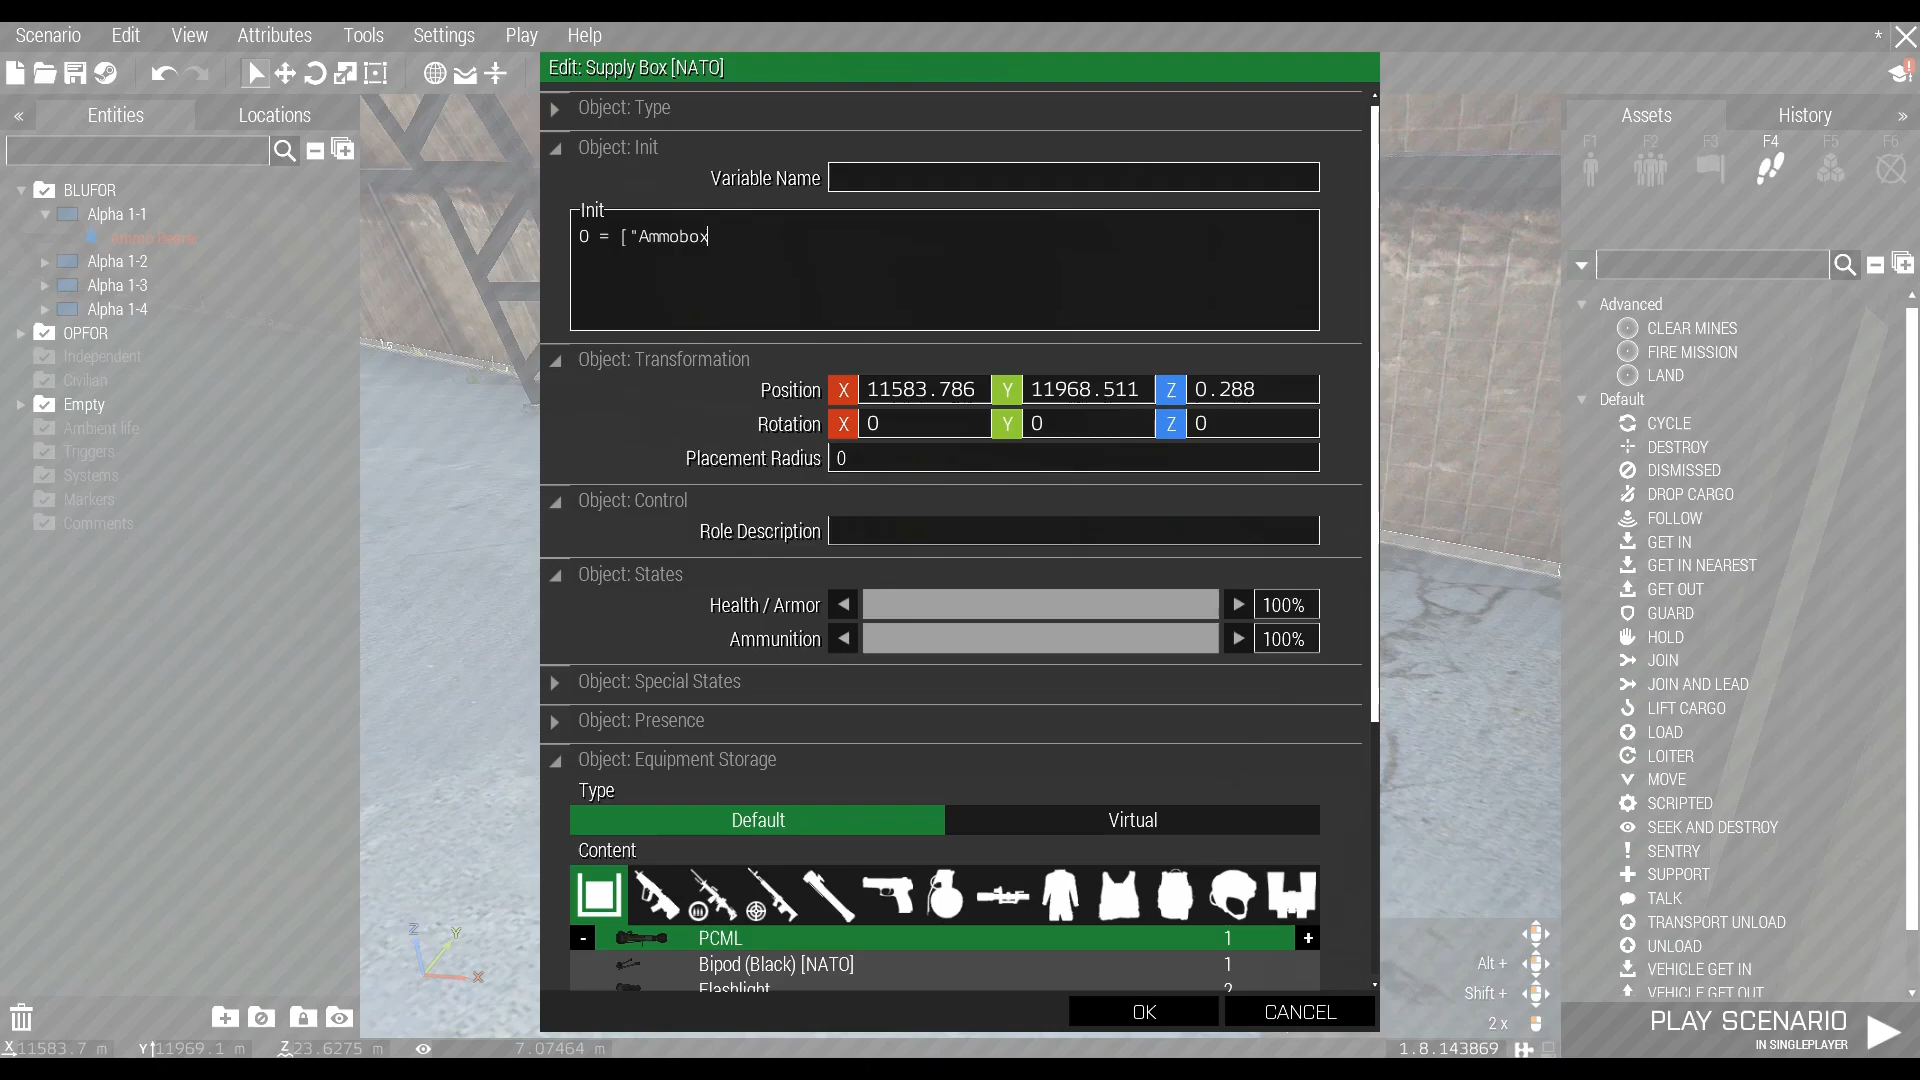 Scenario Edit View Attributes Tools Settings Play Help
*
Edit: Supply Box [NATO]
« Entities Locations
BLUFOR
Alpha 1-1
Ammo Bearer
Alpha 1-2
Alpha 1-3
Alpha 1-4
OPFOR
Independent
Civilian
Empty
Ambient life
Triggers
Systems
Markers
Comments
Object: Type
Object: Init
Variable Name
Init
0 = ["Ammobox
Object: Transformation
Position X 11583.786 Y 11968.511 Z 0.288
Rotation X 0 Y 0 Z 0
Placement Radius 0
Object: Control
Role Description
Object: States
Health / Armor 100%
Ammunition 100%
Object: Special States
Object: Presence
Object: Equipment Storage
Type
Default Virtual
Content
- PCML 1 +
Bipod (Black) [NATO] 1
Flashlight 2
OK CANCEL
Assets History »
F1 F2 F3 F4 F5 F6
Advanced
CLEAR MINES
FIRE MISSION
LAND
Default
CYCLE
DESTROY
DISMISSED
DROP CARGO
FOLLOW
GET IN
GET IN NEAREST
GET OUT
GUARD
HOLD
JOIN
JOIN AND LEAD
LIFT CARGO
LOAD
LOITER
MOVE
SCRIPTED
SEEK AND DESTROY
SENTRY
SUPPORT
TALK
TRANSPORT UNLOAD
UNLOAD
VEHICLE GET IN
VEHICLE GET OUT
Z Y X
Alt +
Shift +
2 x
PLAY SCENARIO
IN SINGLEPLAYER
X 11583.7 m Y 11969.1 m Z 23.6275 m 7.07464 m 1.8.143869